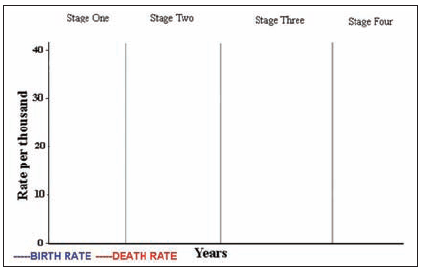 Stage One Stage Two Stage Three Stage Four
40
30
20
10
0
Rate per thousand
Years
-----BIRTH RATE -----DEATH RATE